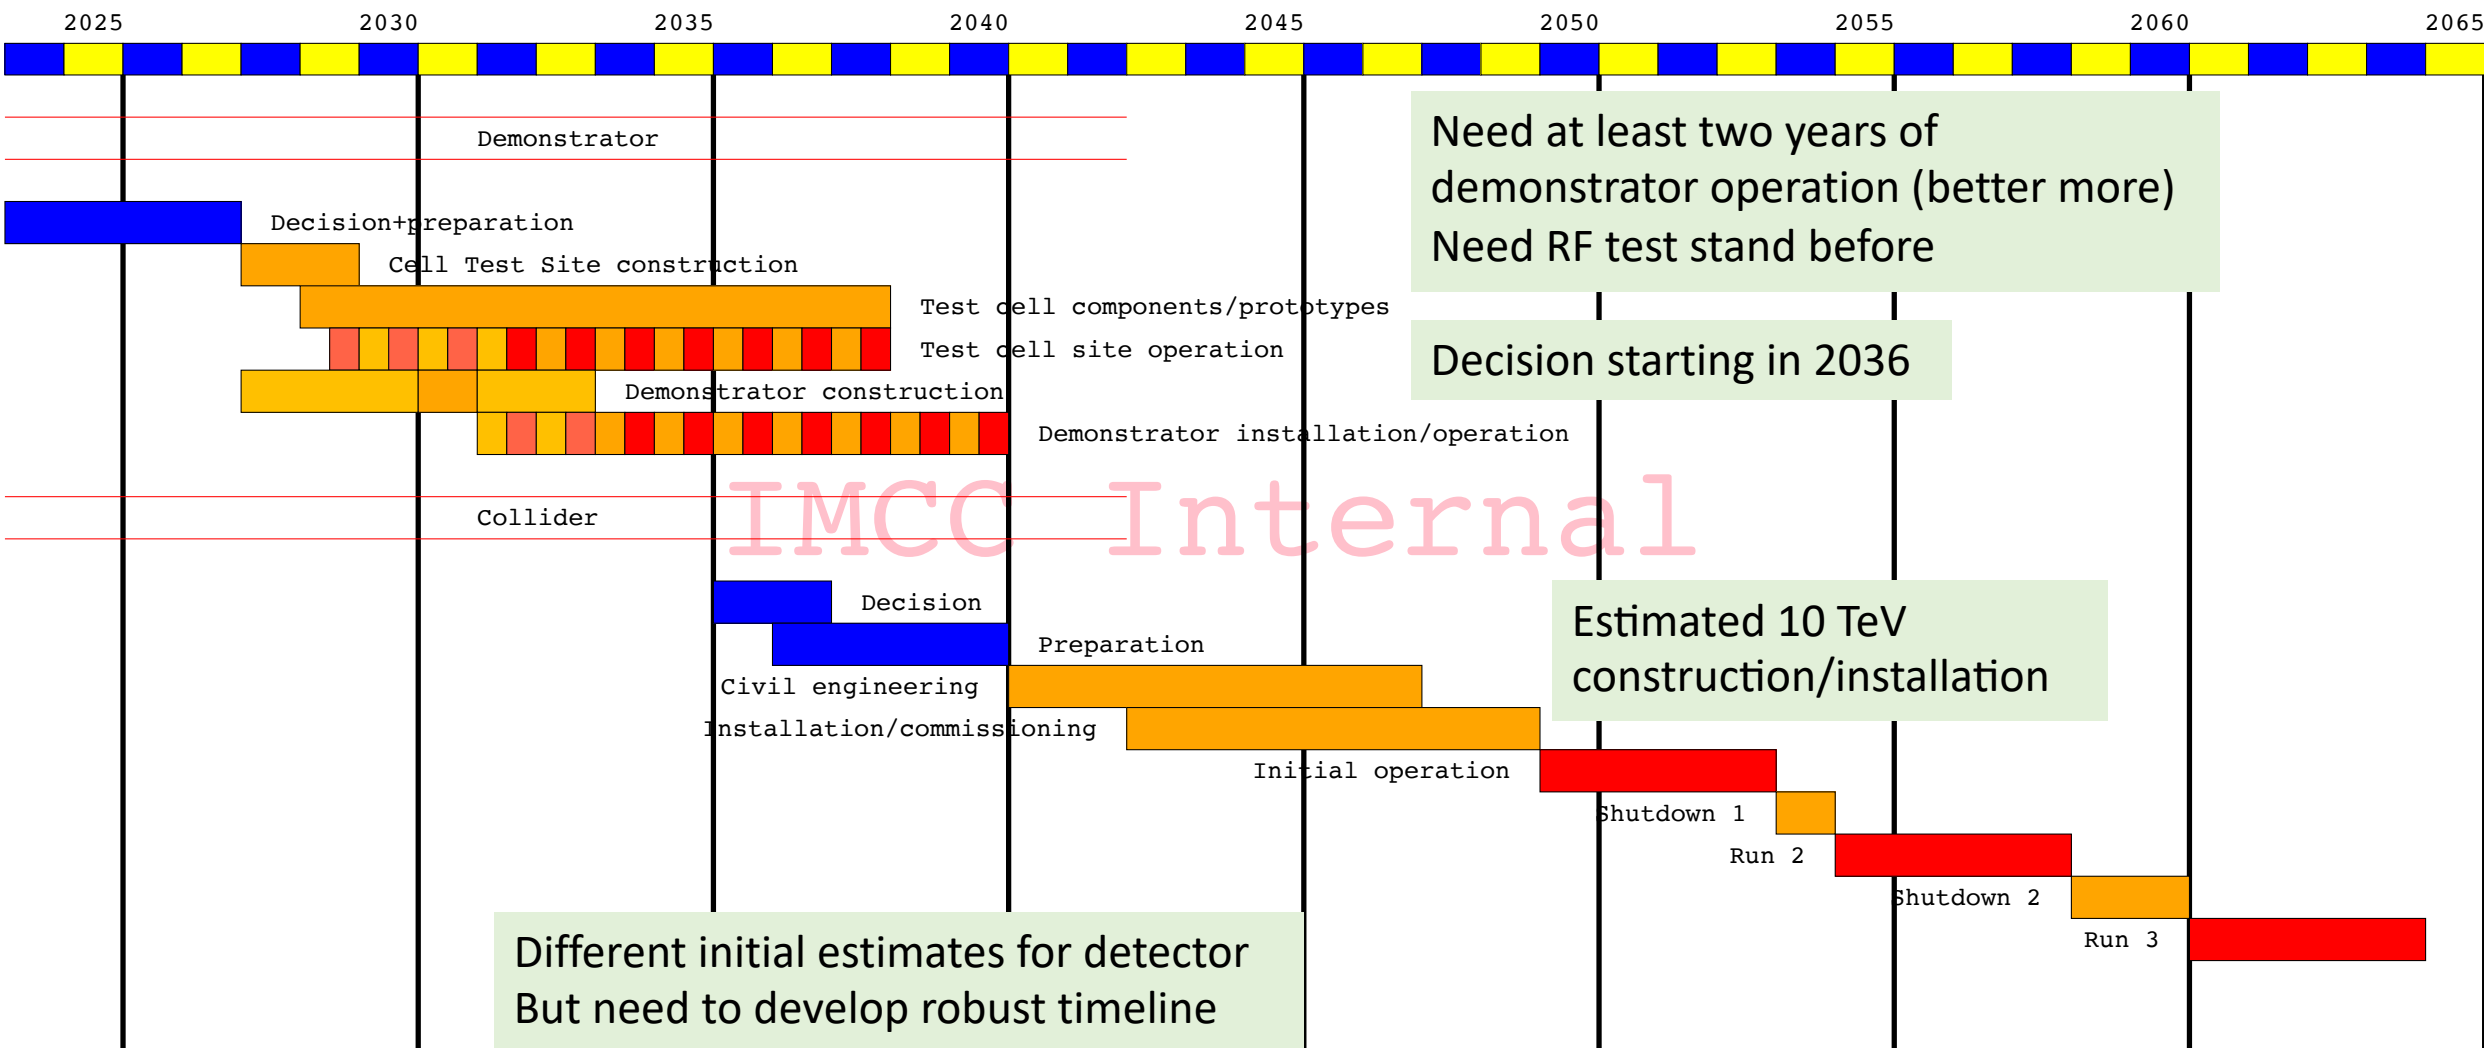 2025 2030 2035 2040 2045 2050 2055 2060 2065
Demonstrator
Need at least two years of
demonstrator operation (better more)
Need RF test stand before
Decision+preparation
Cell Test Site construction
Test cell components/prototypes
Test cell site operation
Decision starting in 2036
Demonstrator construction
Demonstrator installation/operation
IMCC Internal
Collider
Decision
Preparation
Estimated 10 TeV
construction/installation
Civil engineering
Installation/commissioning
Initial operation
Shutdown 1
Run 2
Shutdown 2
Run 3
Different initial estimates for detector
But need to develop robust timeline